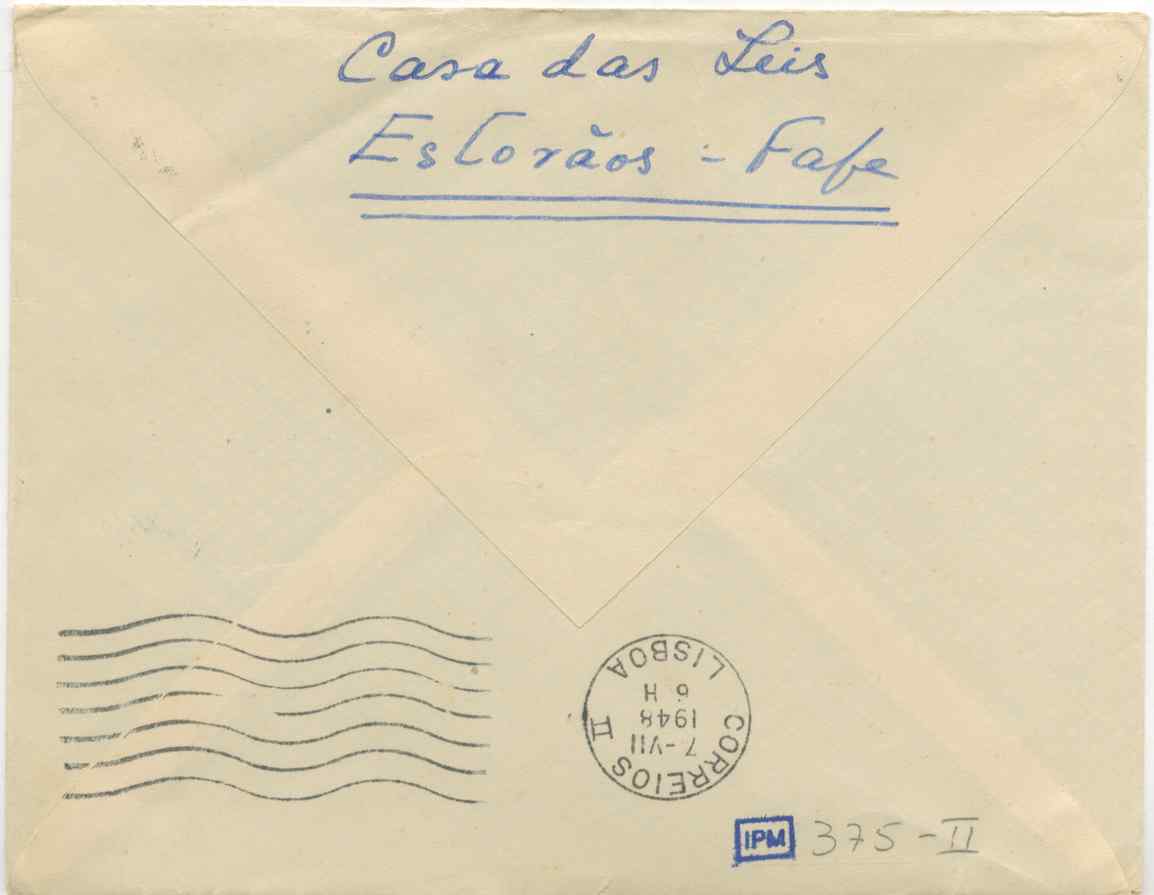 Casa das Leis
Estorãos - Fafe
CORREIOS II
7-VII
1948
6 H
LISBOA
IPM 375-II